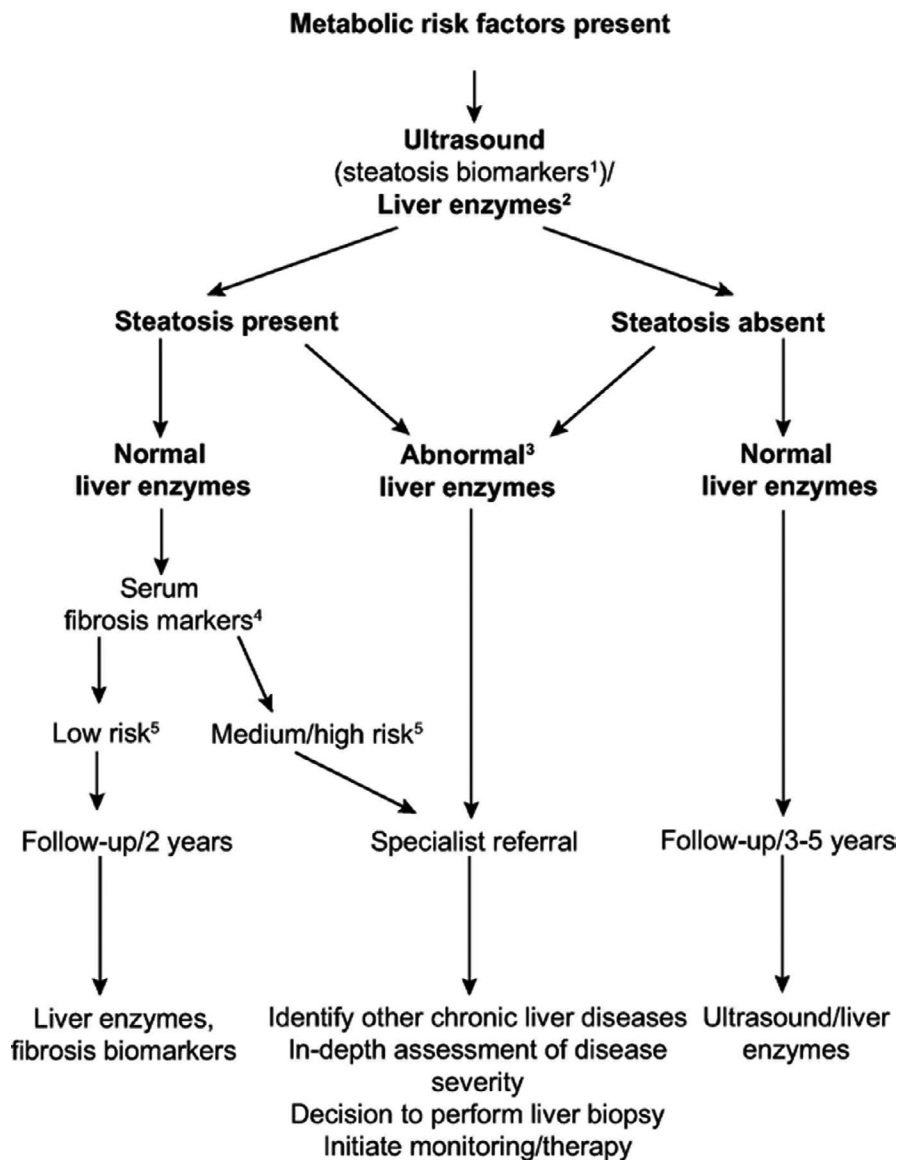 Metabolic risk factors present
Ultrasound
(steatosis biomarkers¹)/
Liver enzymes²
Steatosis present
Steatosis absent
Normal
liver enzymes
Abnormal³
liver enzymes
Normal
liver enzymes
Serum
fibrosis markers⁴
Low risk⁵
Medium/high risk⁵
Follow-up/2 years
Specialist referral
Follow-up/3-5 years
Liver enzymes,
fibrosis biomarkers
Identify other chronic liver diseases
In-depth assessment of disease
severity
Decision to perform liver biopsy
Initiate monitoring/therapy
Ultrasound/liver
enzymes